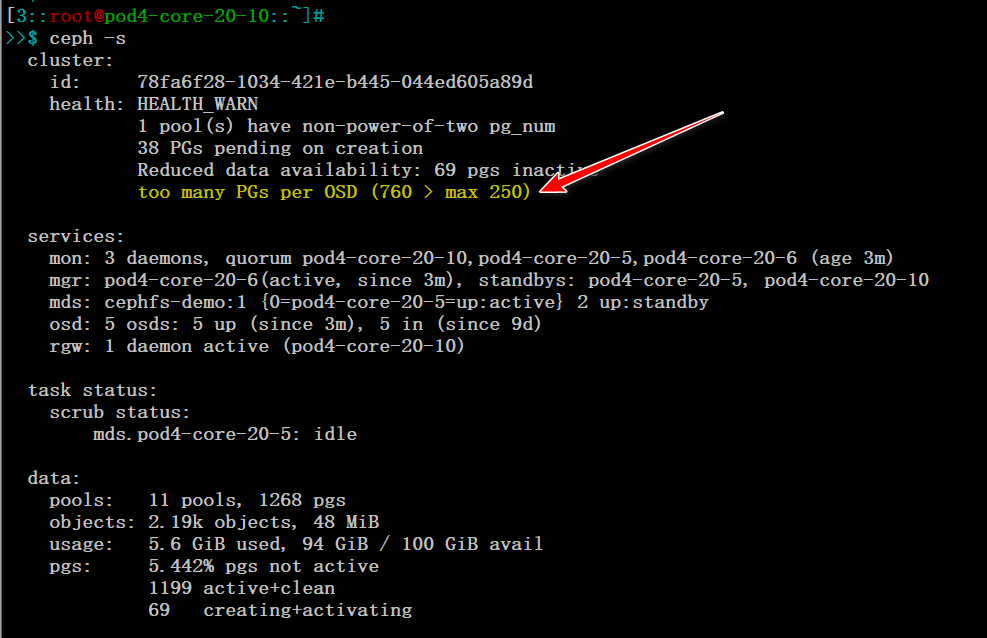 [3::root@pod4-core-20-10::~]#
>>$ ceph -s
cluster:
id: 78fa6f28-1034-421e-b445-044ed605a89d
health: HEALTH_WARN
1 pool(s) have non-power-of-two pg_num
38 PGs pending on creation
Reduced data availability: 69 pgs inactive
too many PGs per OSD (760 > max 250)
services:
mon: 3 daemons, quorum pod4-core-20-10,pod4-core-20-5,pod4-core-20-6 (age 3m)
mgr: pod4-core-20-6(active, since 3m), standbys: pod4-core-20-5, pod4-core-20-10
mds: cephfs-demo:1 {0=pod4-core-20-5=up:active} 2 up:standby
osd: 5 osds: 5 up (since 3m), 5 in (since 9d)
rgw: 1 daemon active (pod4-core-20-10)
task status:
scrub status:
mds.pod4-core-20-5: idle
data:
pools: 11 pools, 1268 pgs
objects: 2.19k objects, 48 MiB
usage: 5.6 GiB used, 94 GiB / 100 GiB avail
pgs: 5.442% pgs not active
1199 active+clean
69 creating+activating